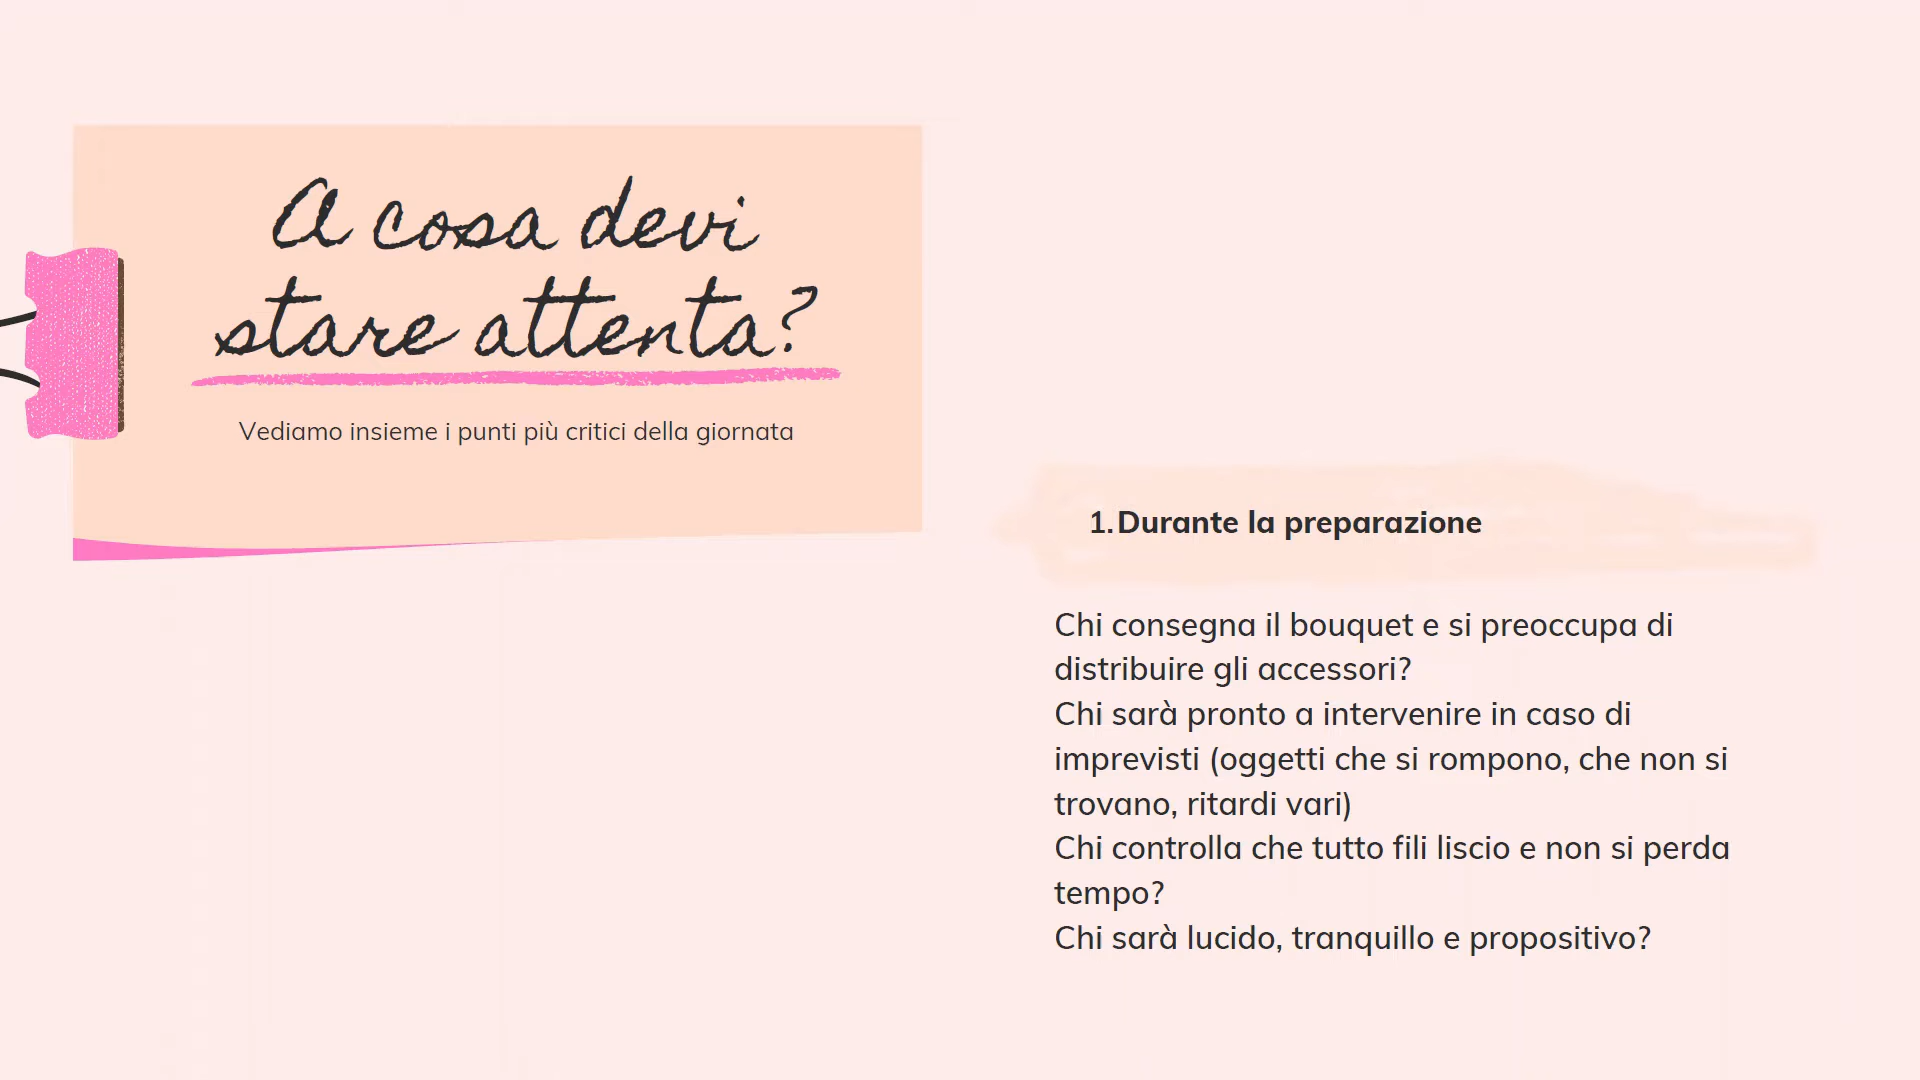 A cosa devi
stare attenta?
Vediamo insieme i punti più critici della giornata
1.Durante la preparazione
Chi consegna il bouquet e si preoccupa di
distribuire gli accessori?
Chi sarà pronto a intervenire in caso di
imprevisti (oggetti che si rompono, che non si
trovano, ritardi vari)
Chi controlla che tutto fili liscio e non si perda
tempo?
Chi sarà lucido, tranquillo e propositivo?